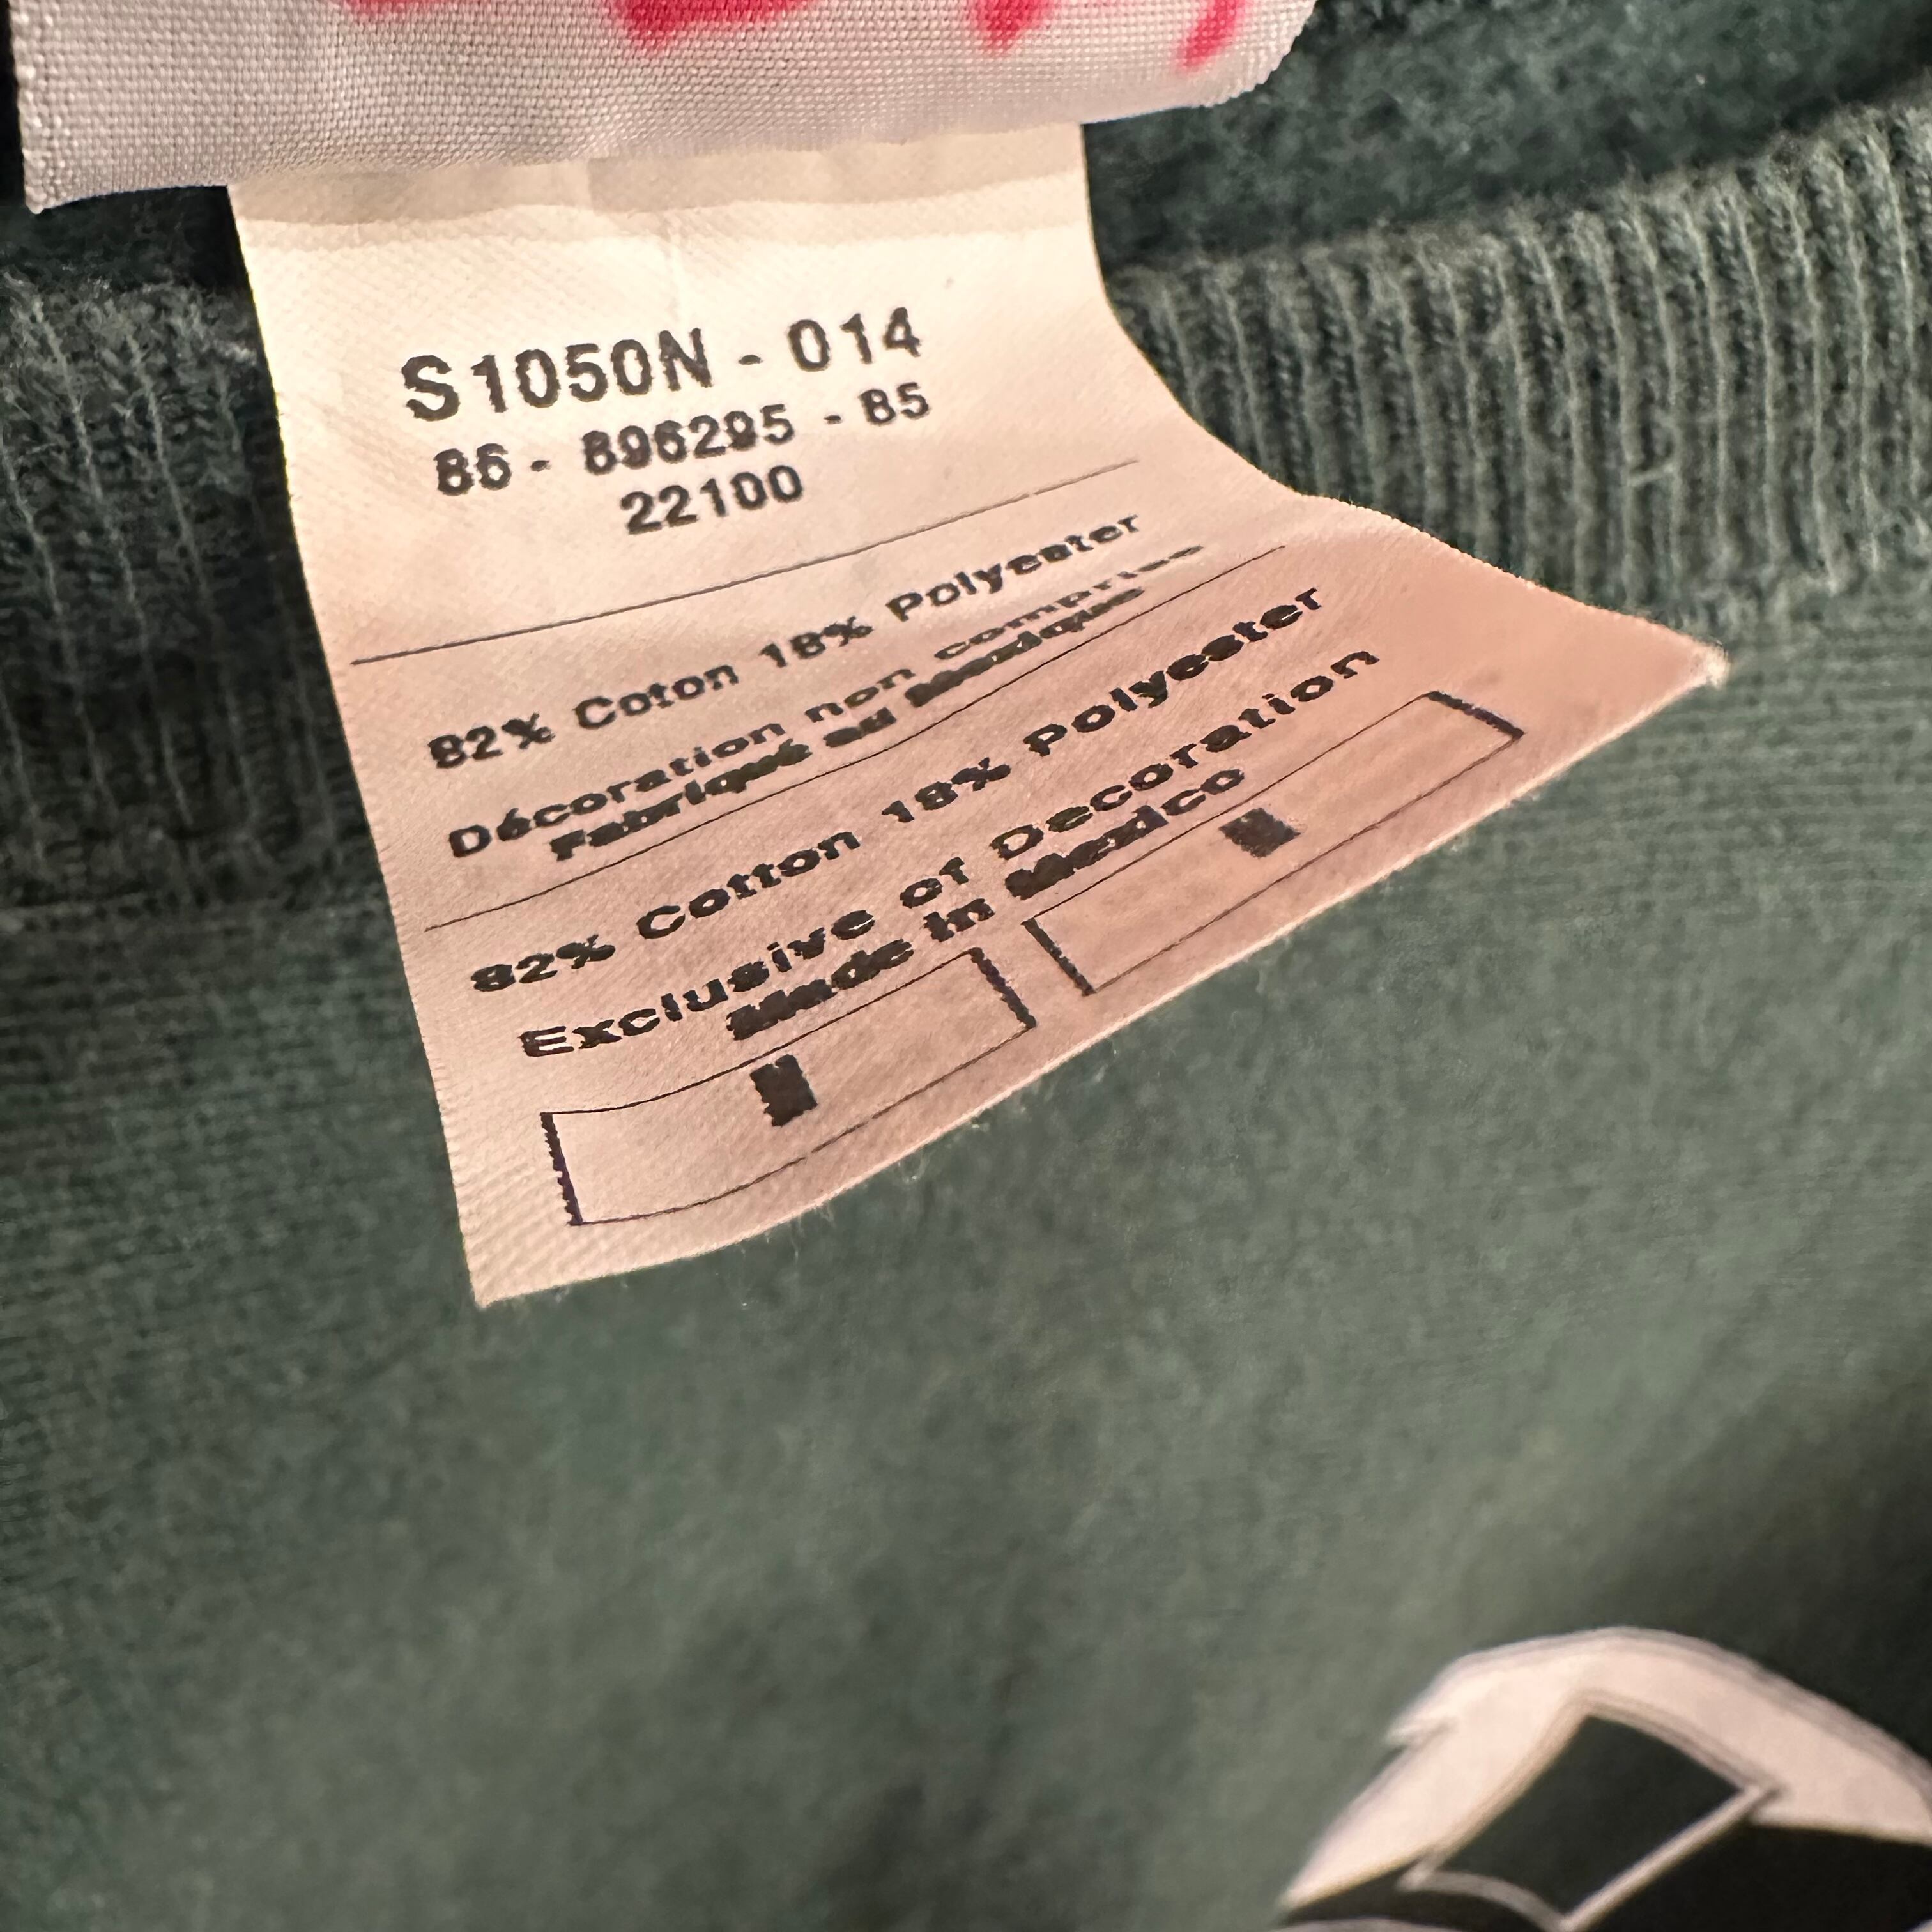 S1050N - 014
86 - 896295 - 85
22100
82% Coton 18% Polyester
Décoration non comprise
Fabriqué au Mexique
82% Cotton 18% Polyester
Exclusive of Decoration
Made in Mexico